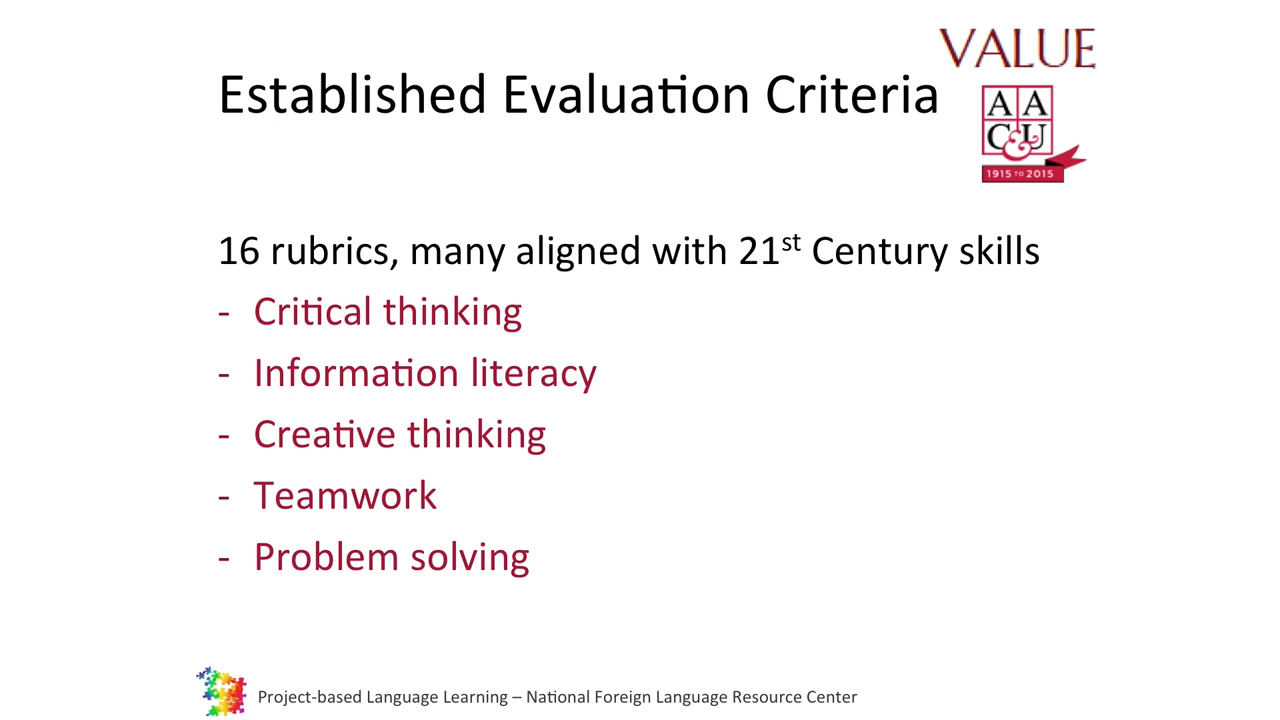 VALUE
Established Evaluation Criteria
A A
C & U
1915 TO 2015
16 rubrics, many aligned with 21st Century skills
- Critical thinking
- Information literacy
- Creative thinking
- Teamwork
- Problem solving
Project-based Language Learning – National Foreign Language Resource Center